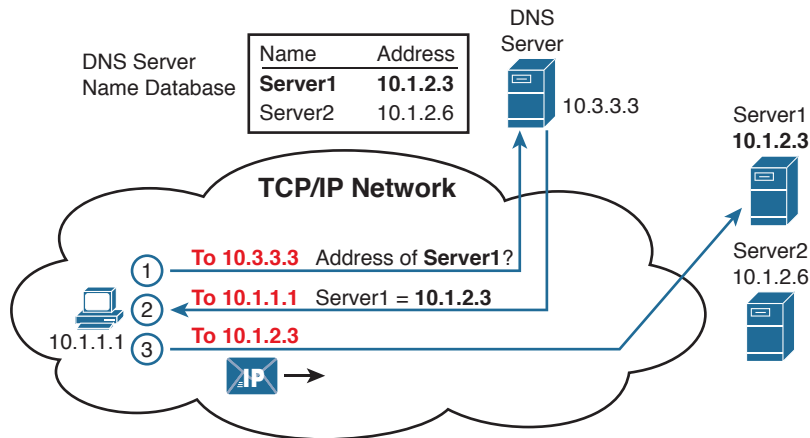 DNS
Server
DNS Server
Name Database
Name Address
Server1 10.1.2.3
Server2 10.1.2.6
10.3.3.3
Server1
10.1.2.3
TCP/IP Network
1 To 10.3.3.3 Address of Server1?
Server2
10.1.2.6
2 To 10.1.1.1 Server1 = 10.1.2.3
10.1.1.1
3 To 10.1.2.3
IP